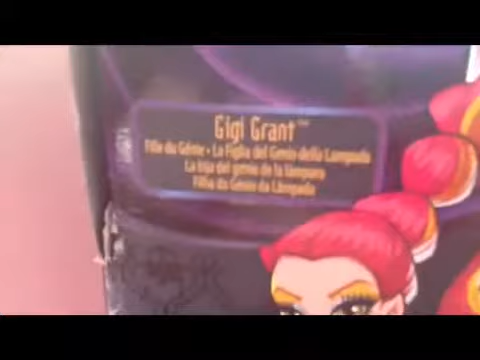 Gigi Grant™
Fille du Génie • La Figlia del Genio della Lampada
La hija del genio de la lámpara
Filha do Gênio da Lâmpada